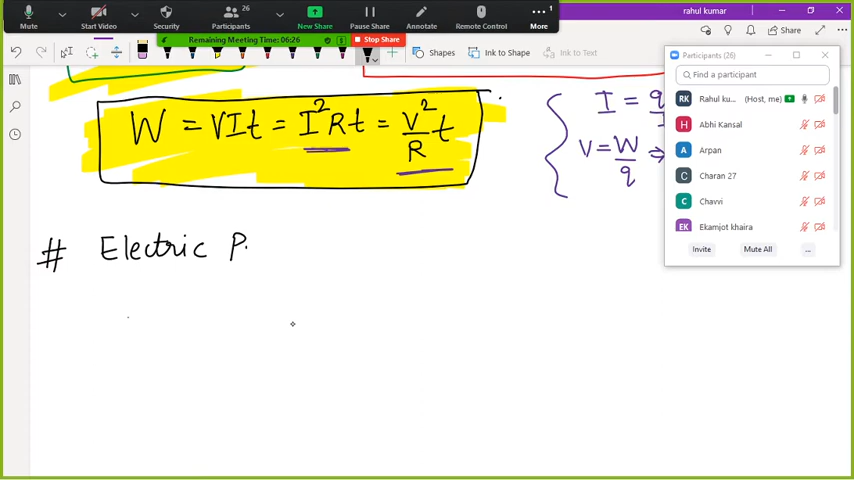 rahul kumar
Mute
Start Video
Security
Participants
26
New Share
Pause Share
Annotate
Remote Control
More
Remaining Meeting Time: 06:26
Stop Share
Shapes
Ink to Shape
Ink to Text
Share
Participants (26)
Find a participant
RK Rahul ku... (Host, me)
A Abhi Kansal
A Arpan
C Charan 27
C Chavvi
EK Ekamjot khaira
Invite
Mute All
...
W = VIt = I²Rt = V²/R t
I = q/
V = W/q ⇒
# Electric P.